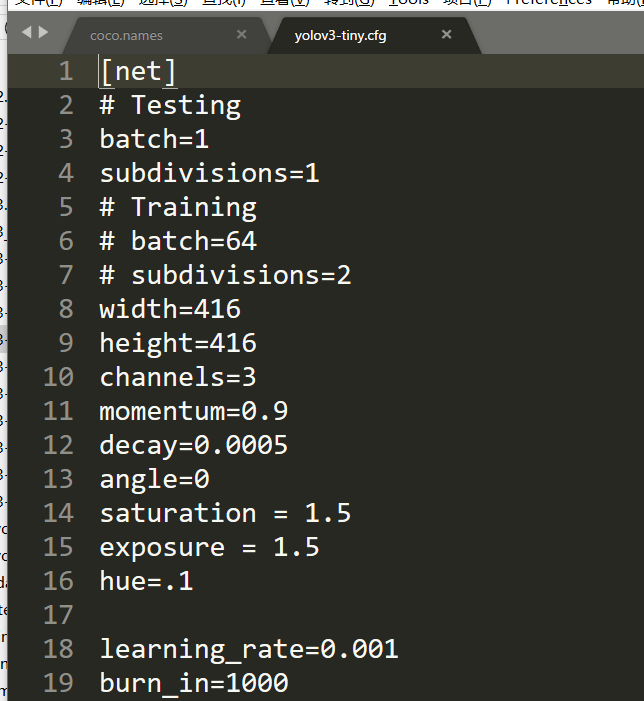 coco.names
yolov3-tiny.cfg
1 [net]
2 # Testing
3 batch=1
4 subdivisions=1
5 # Training
6 # batch=64
7 # subdivisions=2
8 width=416
9 height=416
10 channels=3
11 momentum=0.9
12 decay=0.0005
13 angle=0
14 saturation = 1.5
15 exposure = 1.5
16 hue=.1
17
18 learning_rate=0.001
19 burn_in=1000